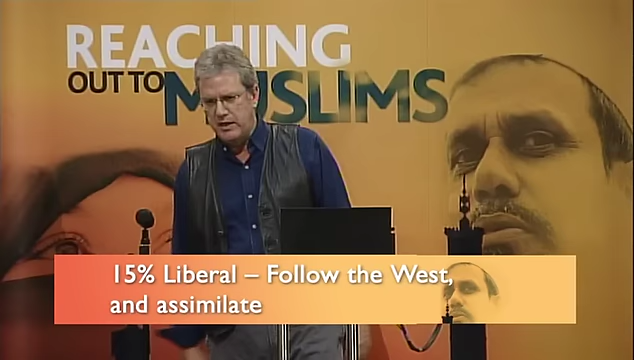 REACHING
OUT TO MUSLIMS
15% Liberal – Follow the West,
and assimilate